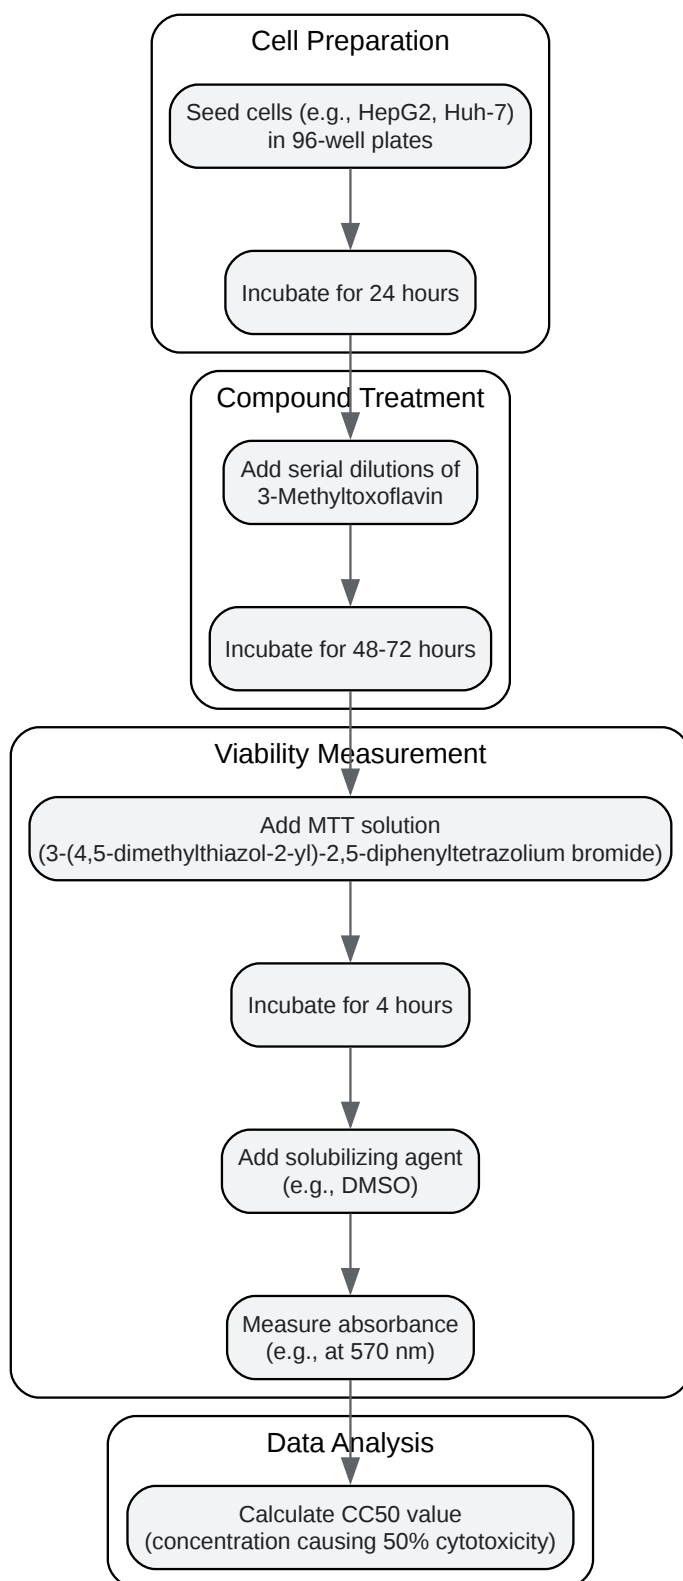 Cell Preparation
Seed cells (e.g., HepG2, Huh-7)
in 96-well plates
Incubate for 24 hours
Compound Treatment
Add serial dilutions of
3-Methyltoxoflavin
Incubate for 48-72 hours
Viability Measurement
Add MTT solution
(3-(4,5-dimethylthiazol-2-yl)-2,5-diphenyltetrazolium bromide)
Incubate for 4 hours
Add solubilizing agent
(e.g., DMSO)
Measure absorbance
(e.g., at 570 nm)
Data Analysis
Calculate CC50 value
(concentration causing 50% cytotoxicity)